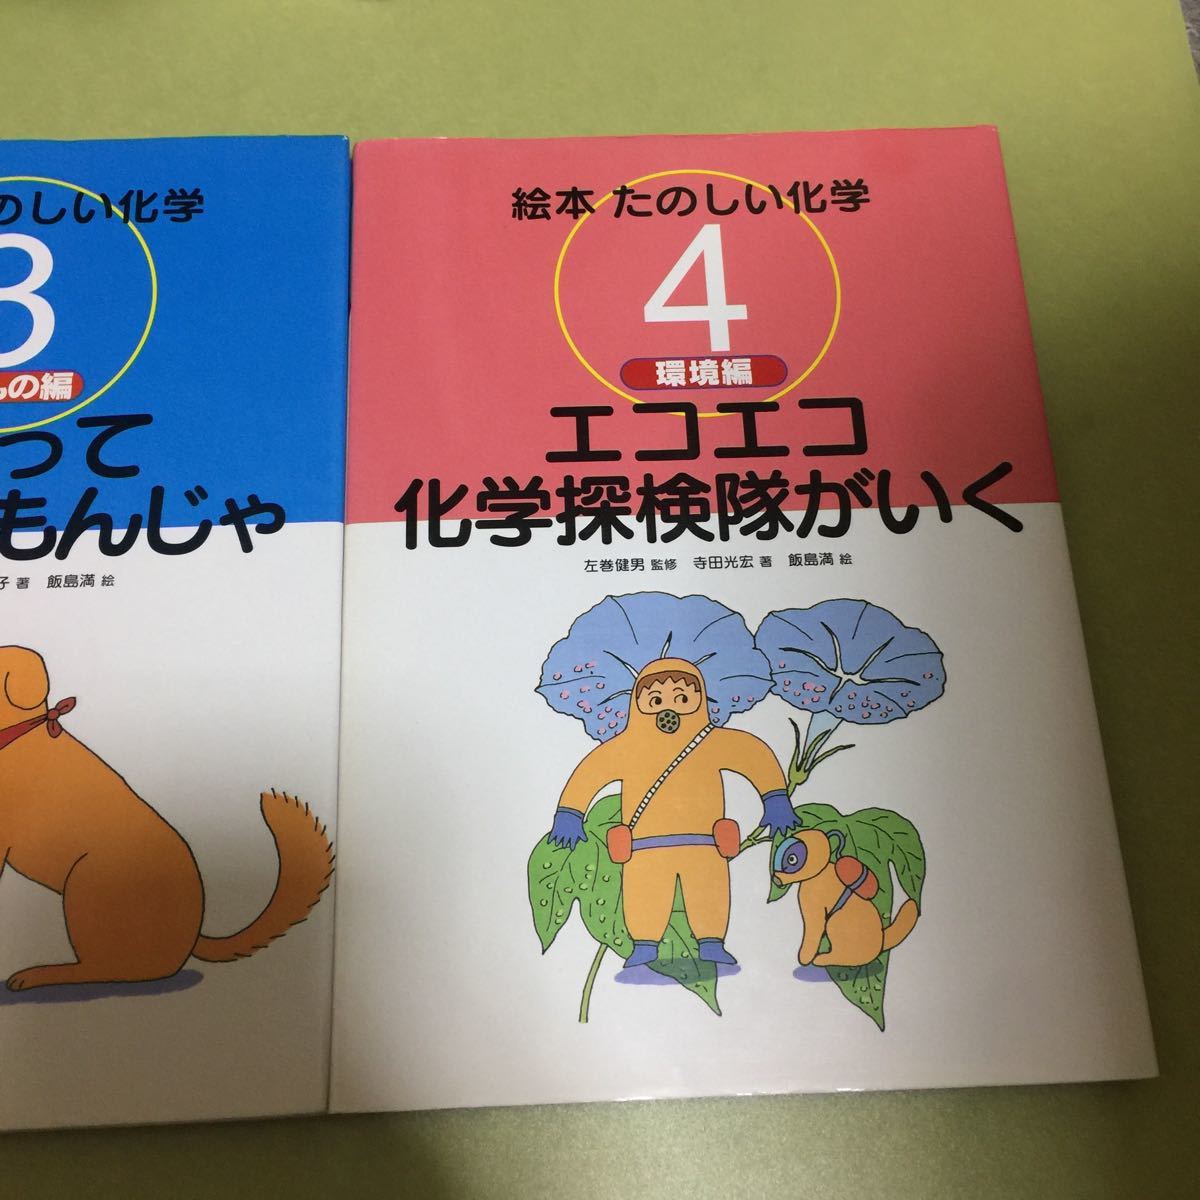 のしい化学
3
の編
って
もんじゃ
子 著 飯島満 絵
絵本 たのしい化学
4
環境編
エコエコ
化学探検隊がいく
左巻健男 監修 寺田光宏 著 飯島満 絵